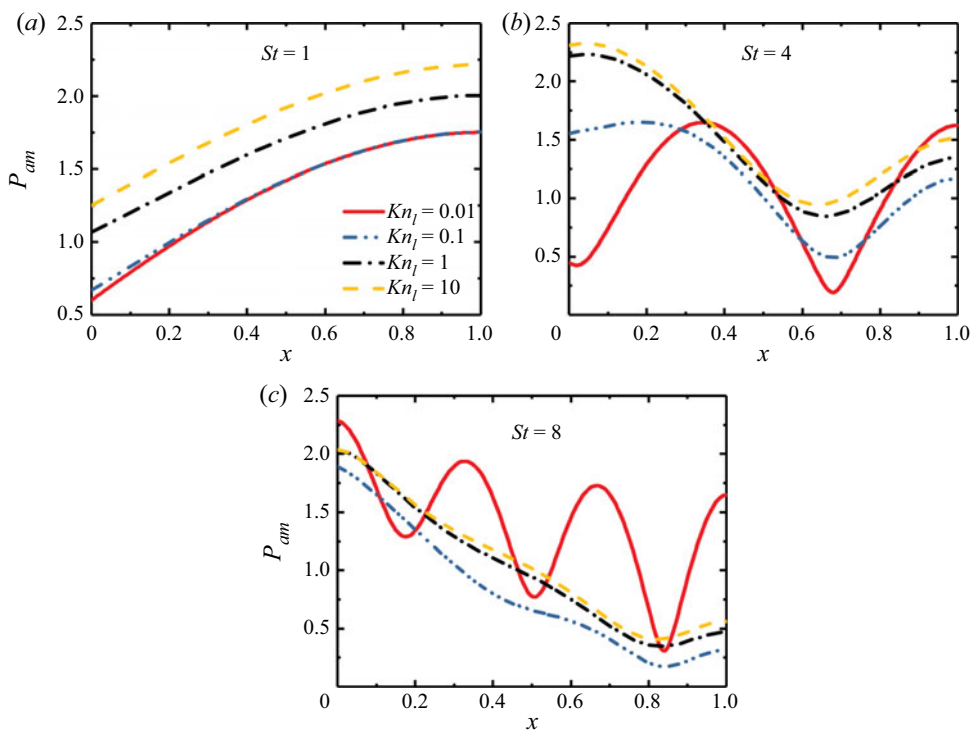 (a)
2.5
2.0
1.5
1.0
0.5
P_am
St = 1
Kn_l = 0.01
Kn_l = 0.1
Kn_l = 1
Kn_l = 10
0 0.2 0.4 0.6 0.8 1.0
x
(b)
2.5
2.0
1.5
1.0
0.5
St = 4
0 0.2 0.4 0.6 0.8 1.0
x
(c)
2.5
2.0
1.5
1.0
0.5
P_am
St = 8
0 0.2 0.4 0.6 0.8 1.0
x